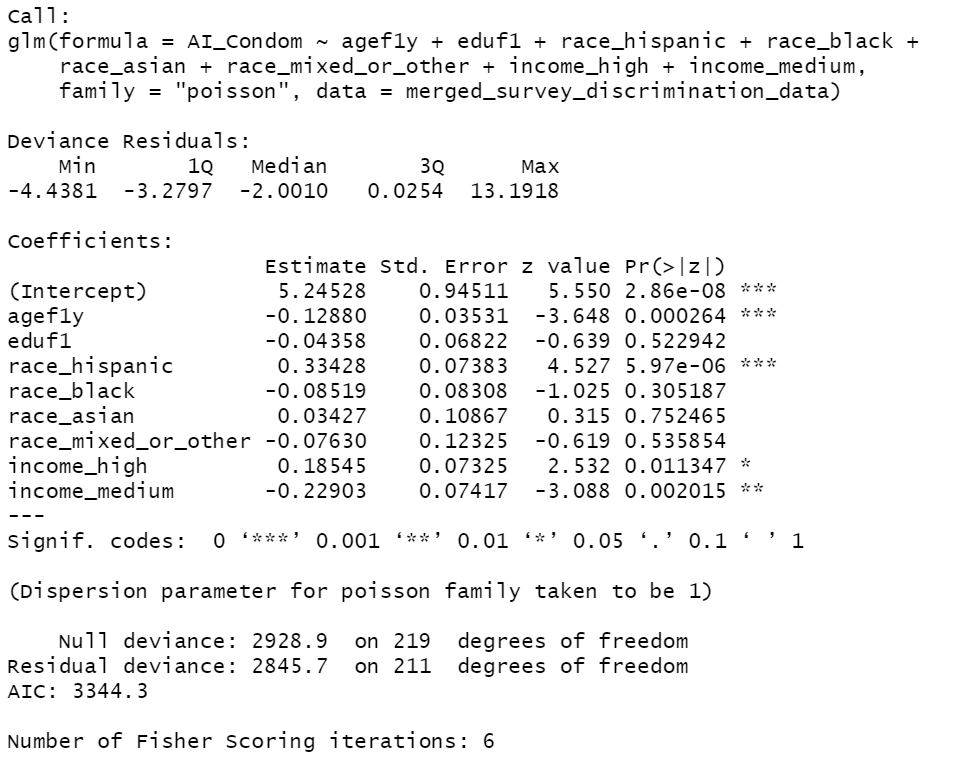 Call:
glm(formula = AI_Condom ~ agef1y + eduf1 + race_hispanic + race_black +
    race_asian + race_mixed_or_other + income_high + income_medium,
    family = "poisson", data = merged_survey_discrimination_data)

Deviance Residuals:
    Min       1Q   Median       3Q      Max
-4.4381  -3.2797  -2.0010   0.0254  13.1918

Coefficients:
                    Estimate Std. Error z value Pr(>|z|)
(Intercept)          5.24528    0.94511   5.550 2.86e-08 ***
agef1y              -0.12880    0.03531  -3.648 0.000264 ***
eduf1               -0.04358    0.06822  -0.639 0.522942
race_hispanic        0.33428    0.07383   4.527 5.97e-06 ***
race_black          -0.08519    0.08308  -1.025 0.305187
race_asian           0.03427    0.10867   0.315 0.752465
race_mixed_or_other -0.07630    0.12325  -0.619 0.535854
income_high          0.18545    0.07325   2.532 0.011347 *
income_medium       -0.22903    0.07417  -3.088 0.002015 **
---
Signif. codes:  0 ‘***’ 0.001 ‘**’ 0.01 ‘*’ 0.05 ‘.’ 0.1 ‘ ’ 1

(Dispersion parameter for poisson family taken to be 1)

    Null deviance: 2928.9  on 219  degrees of freedom
Residual deviance: 2845.7  on 211  degrees of freedom
AIC: 3344.3

Number of Fisher Scoring iterations: 6